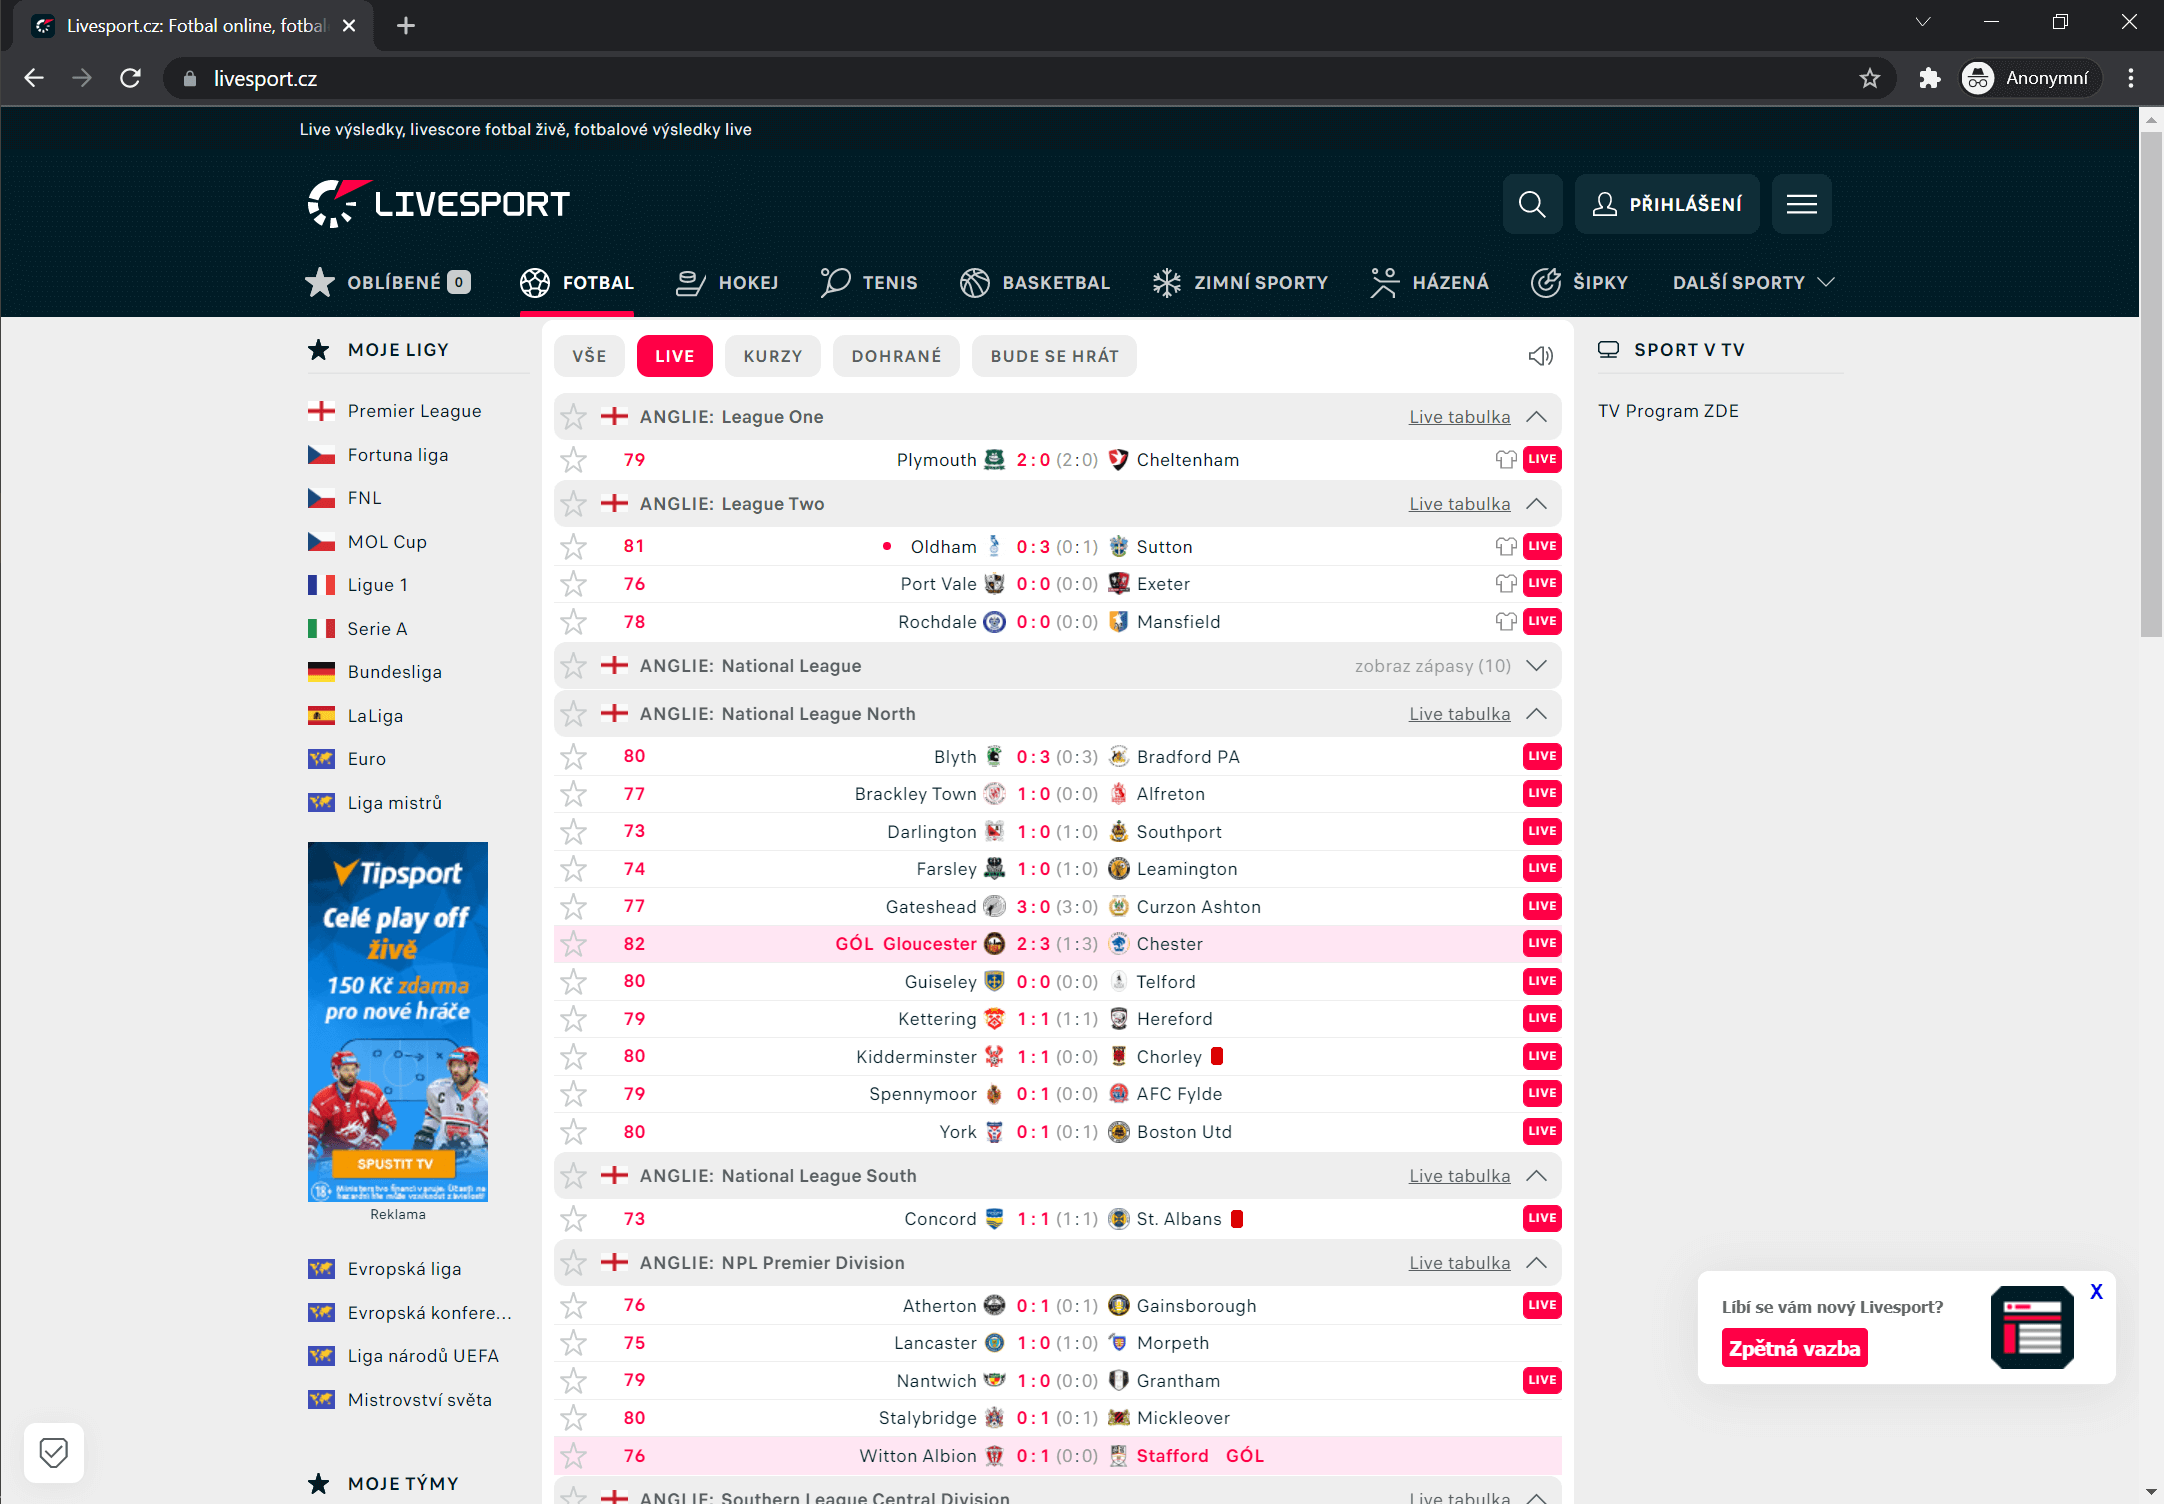 Livesport.cz: Fotbal online, fotbal
livesport.cz
Anonymní
Live výsledky, livescore fotbal živě, fotbalové výsledky live
LIVESPORT
PŘIHLÁŠENÍ
OBLÍBENÉ 0
FOTBAL
HOKEJ
TENIS
BASKETBAL
ZIMNÍ SPORTY
HÁZENÁ
ŠIPKY
DALŠÍ SPORTY
MOJE LIGY
Premier League
Fortuna liga
FNL
MOL Cup
Ligue 1
Serie A
Bundesliga
LaLiga
Euro
Liga mistrů
Tipsport
Celé play off
živě
150 Kč zdarma
pro nové hráče
SPUSTIT TV
Reklama
Evropská liga
Evropská konfere...
Liga národů UEFA
Mistrovství světa
MOJE TÝMY
VŠE
LIVE
KURZY
DOHRANÉ
BUDE SE HRÁT
ANGLIE: League One Live tabulka
79 Plymouth 2:0 (2:0) Cheltenham LIVE
ANGLIE: League Two Live tabulka
81 Oldham 0:3 (0:1) Sutton LIVE
76 Port Vale 0:0 (0:0) Exeter LIVE
78 Rochdale 0:0 (0:0) Mansfield LIVE
ANGLIE: National League zobraz zápasy (10)
ANGLIE: National League North Live tabulka
80 Blyth 0:3 (0:3) Bradford PA LIVE
77 Brackley Town 1:0 (0:0) Alfreton LIVE
73 Darlington 1:0 (1:0) Southport LIVE
74 Farsley 1:0 (1:0) Leamington LIVE
77 Gateshead 3:0 (3:0) Curzon Ashton LIVE
82 GÓL Gloucester 2:3 (1:3) Chester LIVE
80 Guiseley 0:0 (0:0) Telford LIVE
79 Kettering 1:1 (1:1) Hereford LIVE
80 Kidderminster 1:1 (0:0) Chorley LIVE
79 Spennymoor 0:1 (0:0) AFC Fylde LIVE
80 York 0:1 (0:1) Boston Utd LIVE
ANGLIE: National League South Live tabulka
73 Concord 1:1 (1:1) St. Albans LIVE
ANGLIE: NPL Premier Division Live tabulka
76 Atherton 0:1 (0:1) Gainsborough LIVE
75 Lancaster 1:0 (1:0) Morpeth
79 Nantwich 1:0 (0:0) Grantham LIVE
80 Stalybridge 0:1 (0:1) Mickleover
76 Witton Albion 0:1 (0:0) Stafford GÓL
ANGLIE: Southern League Central Division Live tabulka
SPORT V TV
TV Program ZDE
Líbí se vám nový Livesport?
Zpětná vazba
X